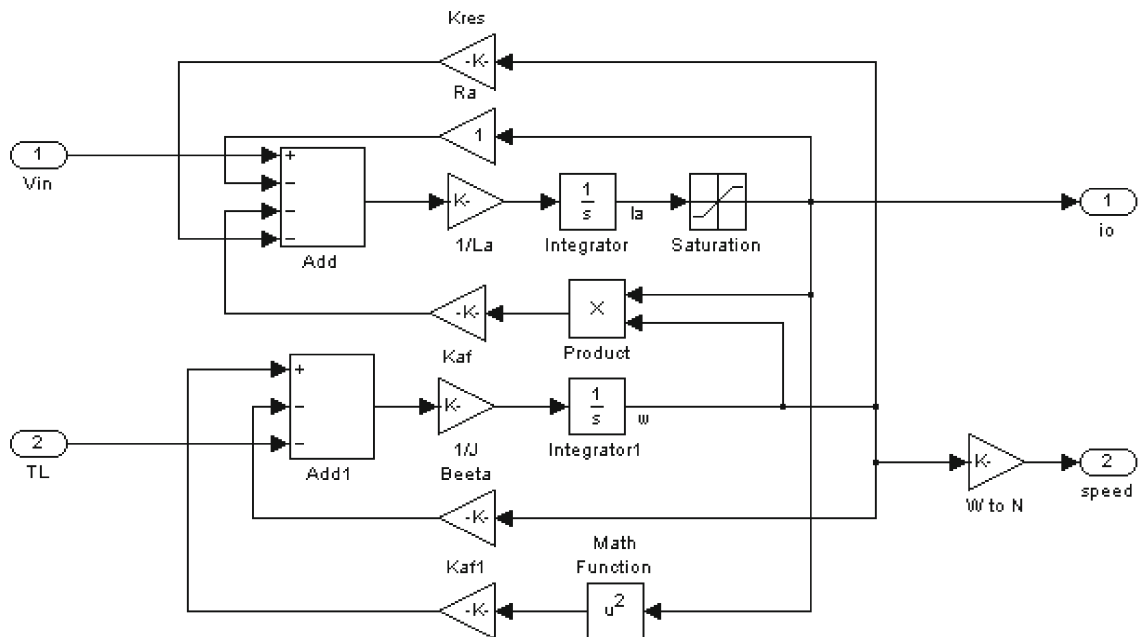 Kres
-K-
Ra
1
1
Vin
+
−
−
−
Add
K-
1/La
1
s
Integrator
Ia
Saturation
1
io
-K-
Kaf
×
Product
+
−
−
Add1
K-
1/J
1
s
Integrator1
w
2
TL
Beeta
-K-
K-
W to N
2
speed
Kaf1
-K-
Math
Function
u²